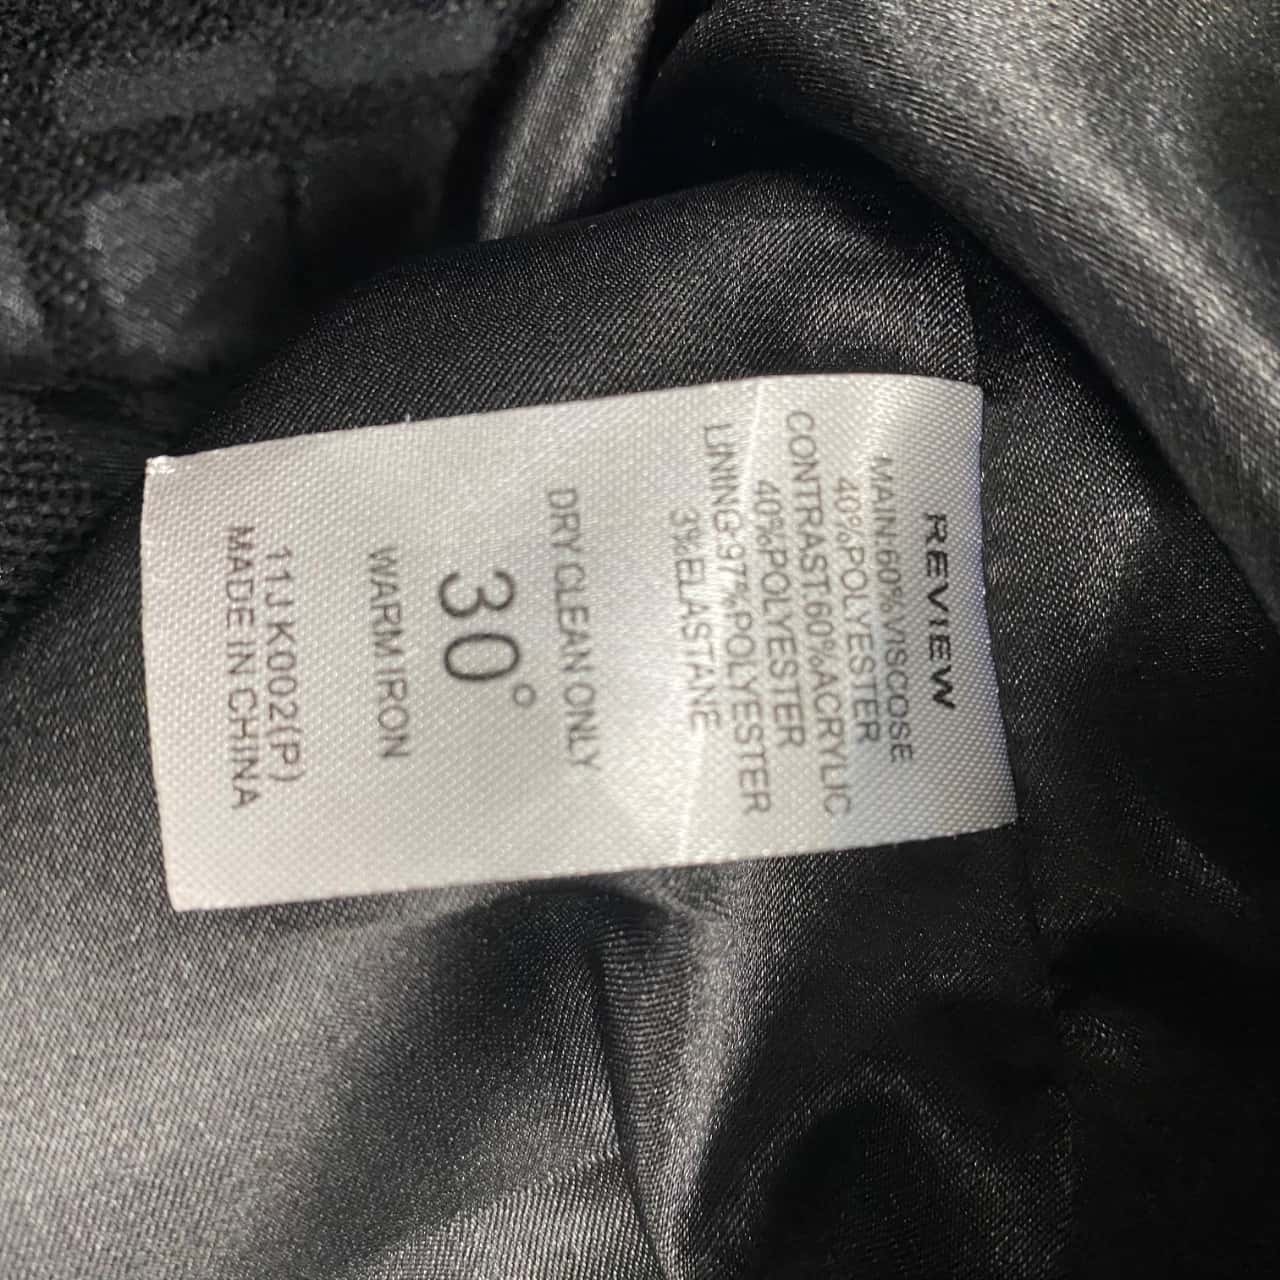 REVIEW
MAIN:60%VISCOSE
40%POLYESTER
CONTRAST:60%ACRYLIC
40%POLYESTER
LINING:97%POLYESTER
3%ELASTANE
DRY CLEAN ONLY
30°
WARM IRON
11JK002(P)
MADE IN CHINA